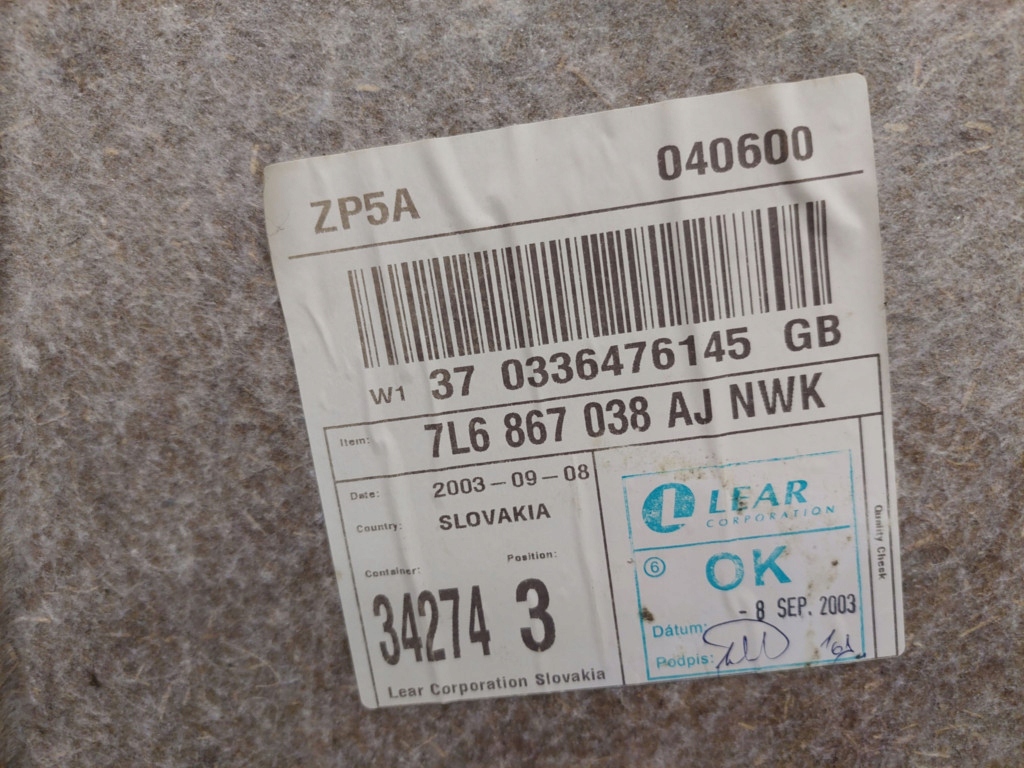 ZP5A 040600
W1 37 0336476145 GB
Item: 7L6 867 038 AJ NWK
Date: 2003-09-08
Country: SLOVAKIA
Container: Position:
34274 3
Lear Corporation Slovakia
LEAR
CORPORATION
6 OK
- 8 SEP. 2003
Dátum:
Podpis:
Quality Check